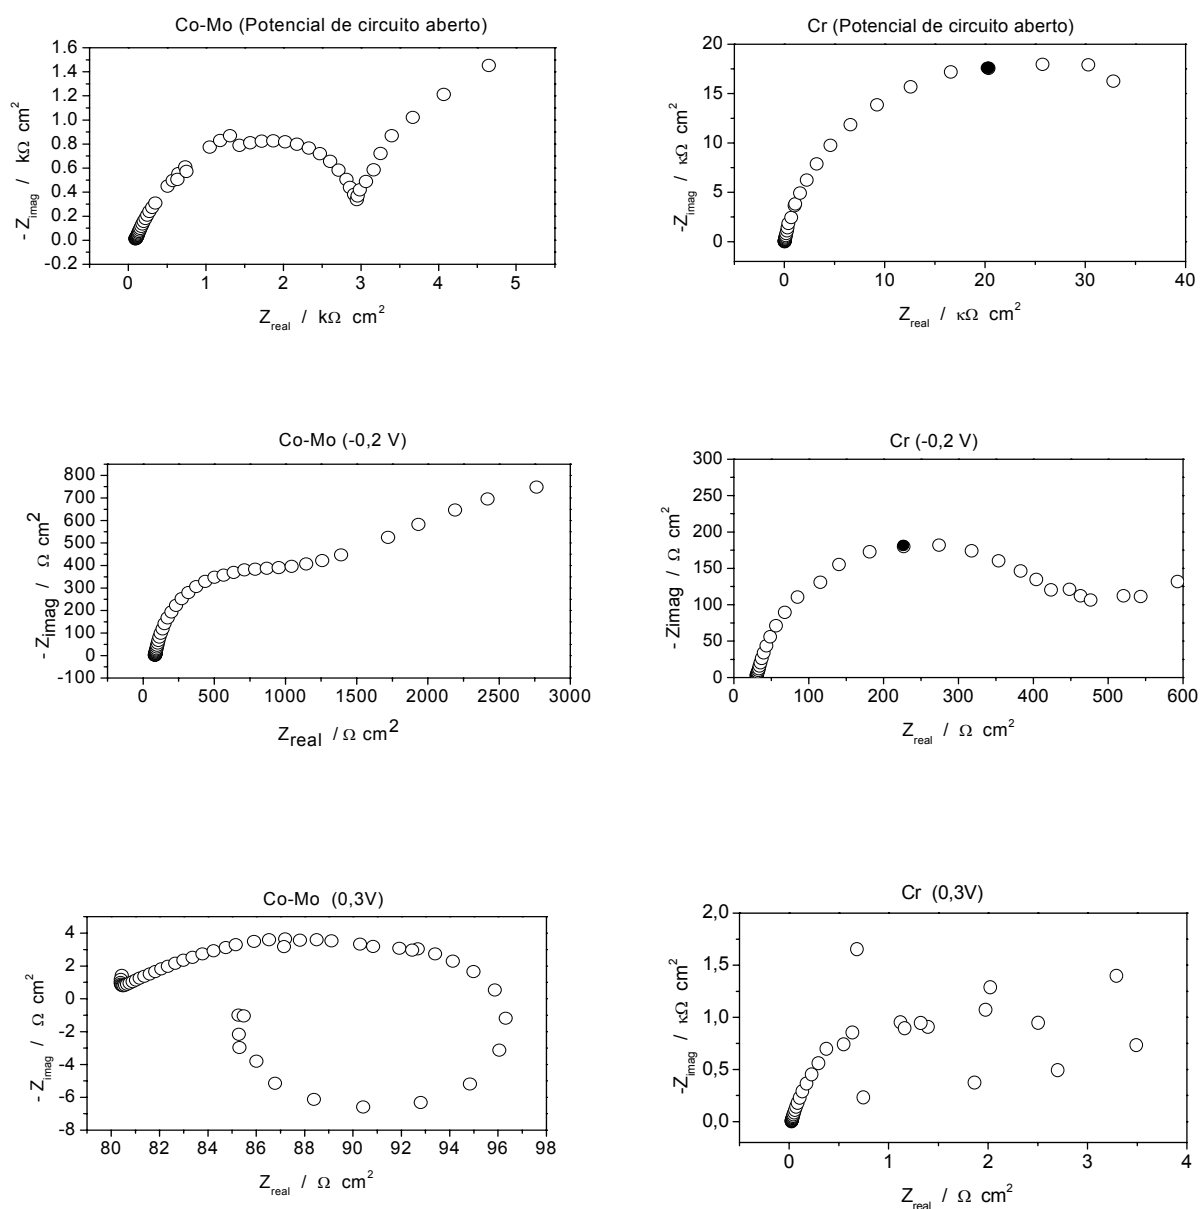 Co-Mo (Potencial de circuito aberto)
1.6
1.4
1.2
1.0
0.8
0.6
0.4
0.2
0.0
-0.2
- Z_imag / kΩ cm²
0 1 2 3 4 5
Z_real / kΩ cm²
Cr (Potencial de circuito aberto)
20
15
10
5
0
-Z_imag / κΩ cm²
0 10 20 30 40
Z_real / κΩ cm²
Co-Mo (-0,2 V)
800
700
600
500
400
300
200
100
0
-100
- Z_imag / Ω cm²
0 500 1000 1500 2000 2500 3000
Z_real / Ω cm²
Cr (-0,2 V)
300
250
200
150
100
50
0
- Zimag / Ω cm²
0 100 200 300 400 500 600
Z_real / Ω cm²
Co-Mo (0,3V)
4
2
0
-2
-4
-6
-8
- Z_imag / Ω cm²
80 82 84 86 88 90 92 94 96 98
Z_real / Ω cm²
Cr (0,3V)
2,0
1,5
1,0
0,5
0,0
-Z_imag / κΩ cm²
0 1 2 3 4
Z_real / Ω cm²